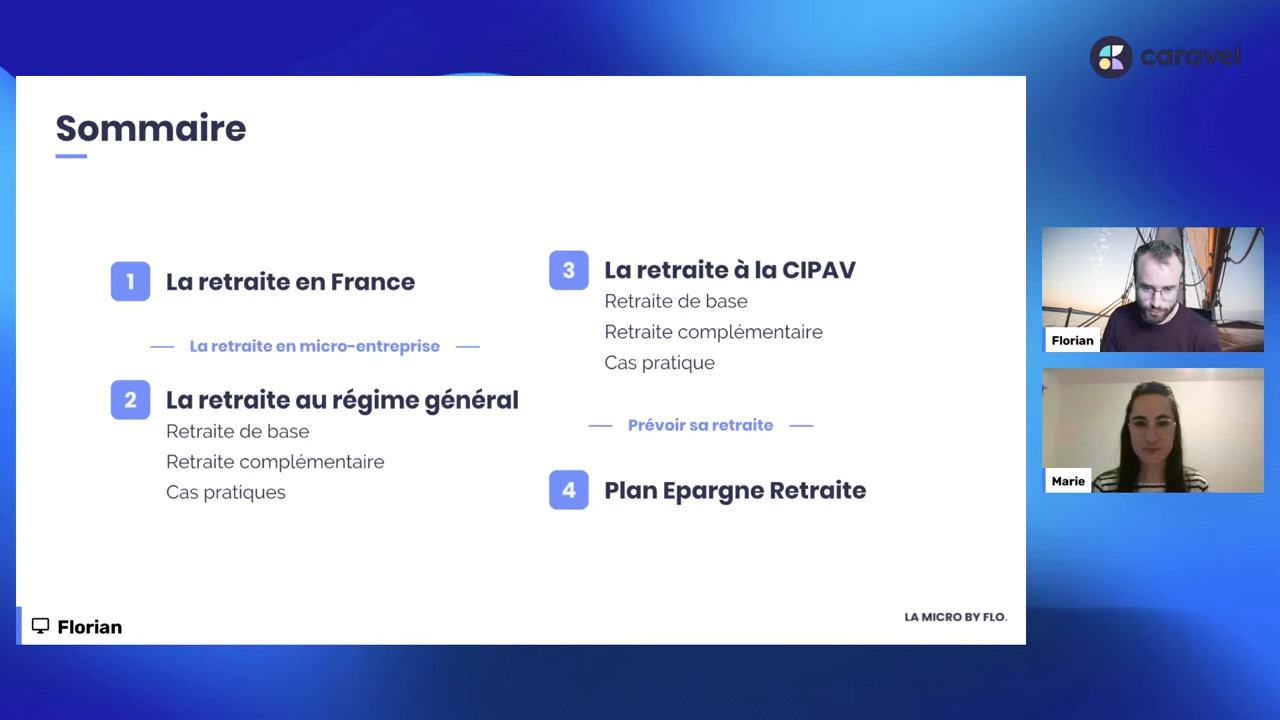 caravel
Sommaire
1 La retraite en France
La retraite en micro-entreprise
2 La retraite au régime général
Retraite de base
Retraite complémentaire
Cas pratiques
3 La retraite à la CIPAV
Retraite de base
Retraite complémentaire
Cas pratique
Prévoir sa retraite
4 Plan Epargne Retraite
LA MICRO BY FLO.
Florian
Florian
Marie